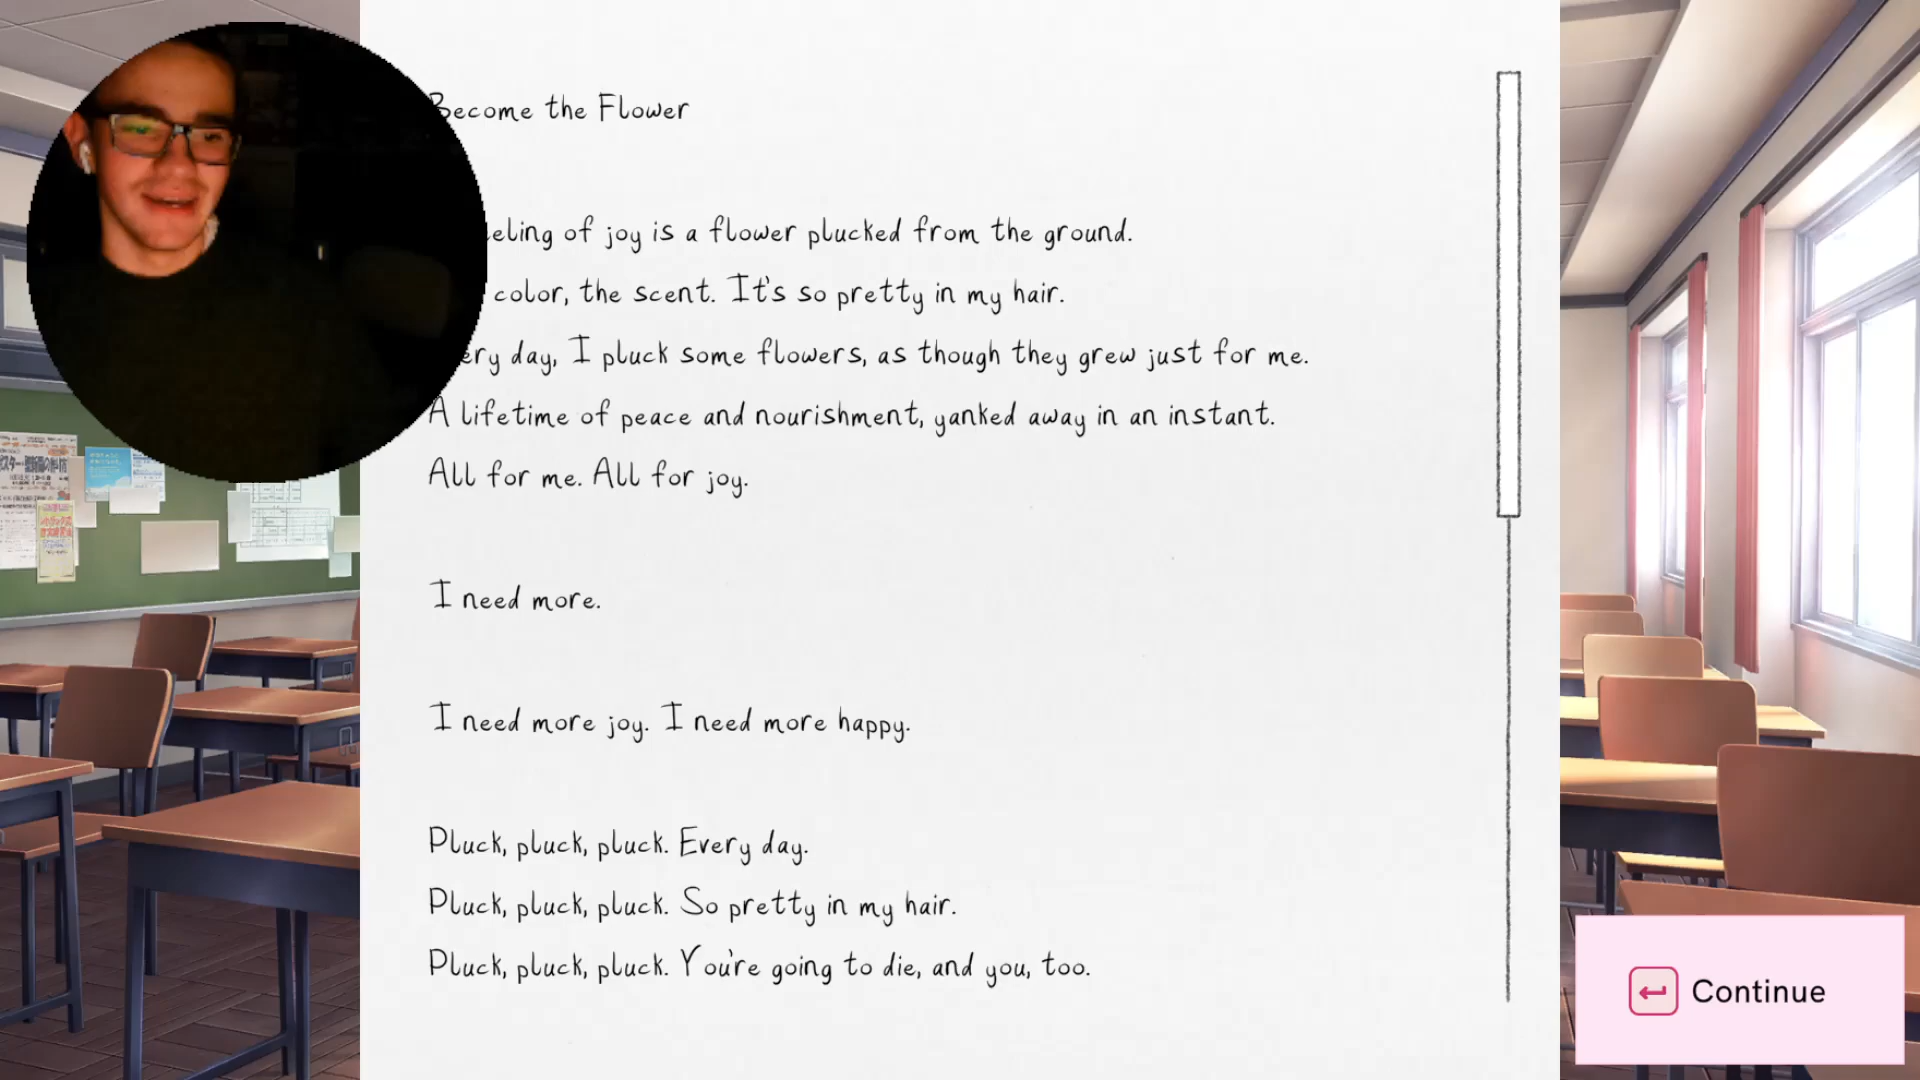 Become the Flower
eling of joy is a flower plucked from the ground.
color, the scent. It's so pretty in my hair.
ery day, I pluck some flowers, as though they grew just for me.
A lifetime of peace and nourishment, yanked away in an instant.
All for me. All for joy.
I need more.
I need more joy. I need more happy.
Pluck, pluck, pluck. Every day.
Pluck, pluck, pluck. So pretty in my hair.
Pluck, pluck, pluck. You're going to die, and you, too.
Continue